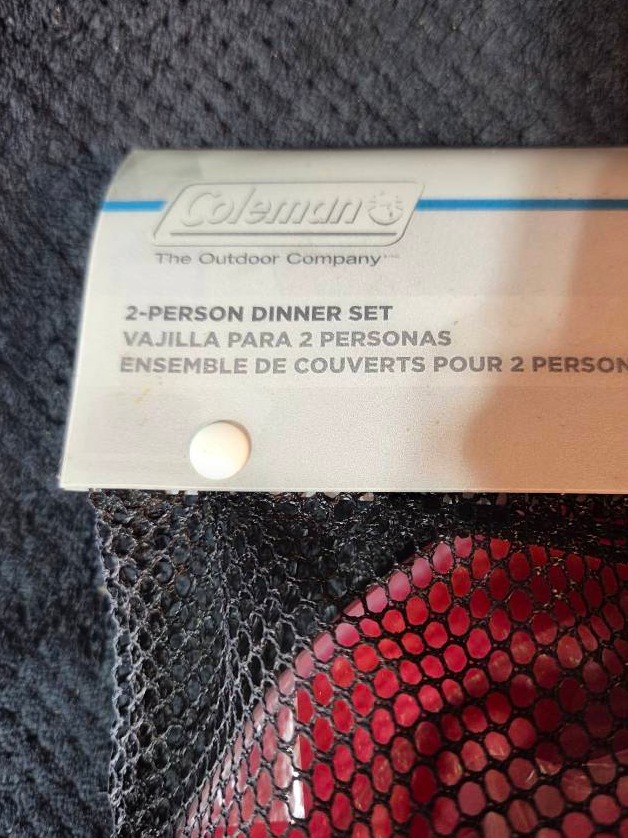 Coleman
The Outdoor Company
2-PERSON DINNER SET
VAJILLA PARA 2 PERSONAS
ENSEMBLE DE COUVERTS POUR 2 PERSON